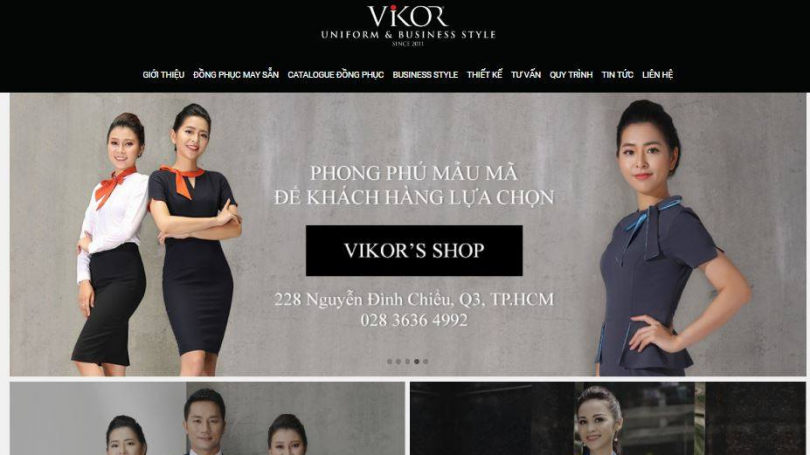 VIKOR
UNIFORM & BUSINESS STYLE
SINCE 2011
GIỚI THIỆU ĐỒNG PHỤC MAY SẴN CATALOGUE ĐỒNG PHỤC BUSINESS STYLE THIẾT KẾ TƯ VẤN QUY TRÌNH TIN TỨC LIÊN HỆ
PHONG PHÚ MẪU MÃ
ĐỂ KHÁCH HÀNG LỰA CHỌN
VIKOR'S SHOP
228 Nguyễn Đình Chiểu, Q3, TP.HCM
028 3636 4992